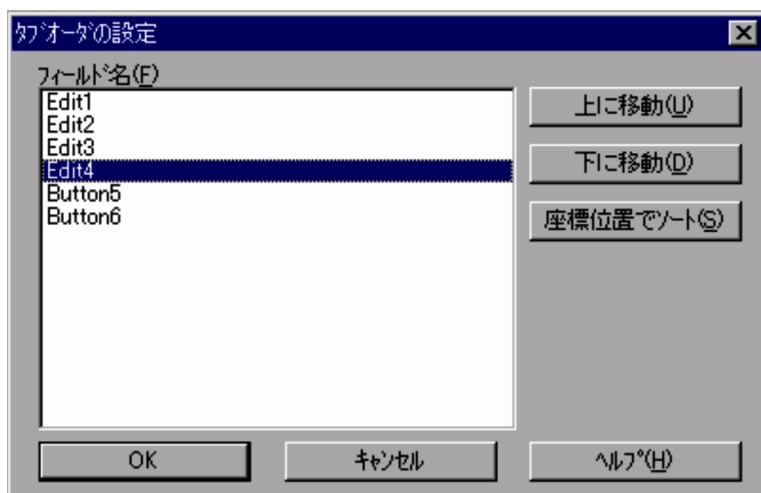 ﾀﾌﾞｵｰﾀﾞの設定
ﾌｨｰﾙﾄﾞ名(F)
Edit1
Edit2
Edit3
Edit4
Button5
Button6
上に移動(U)
下に移動(D)
座標位置でｿｰﾄ(S)
OK
ｷｬﾝｾﾙ
ﾍﾙﾌﾟ(H)